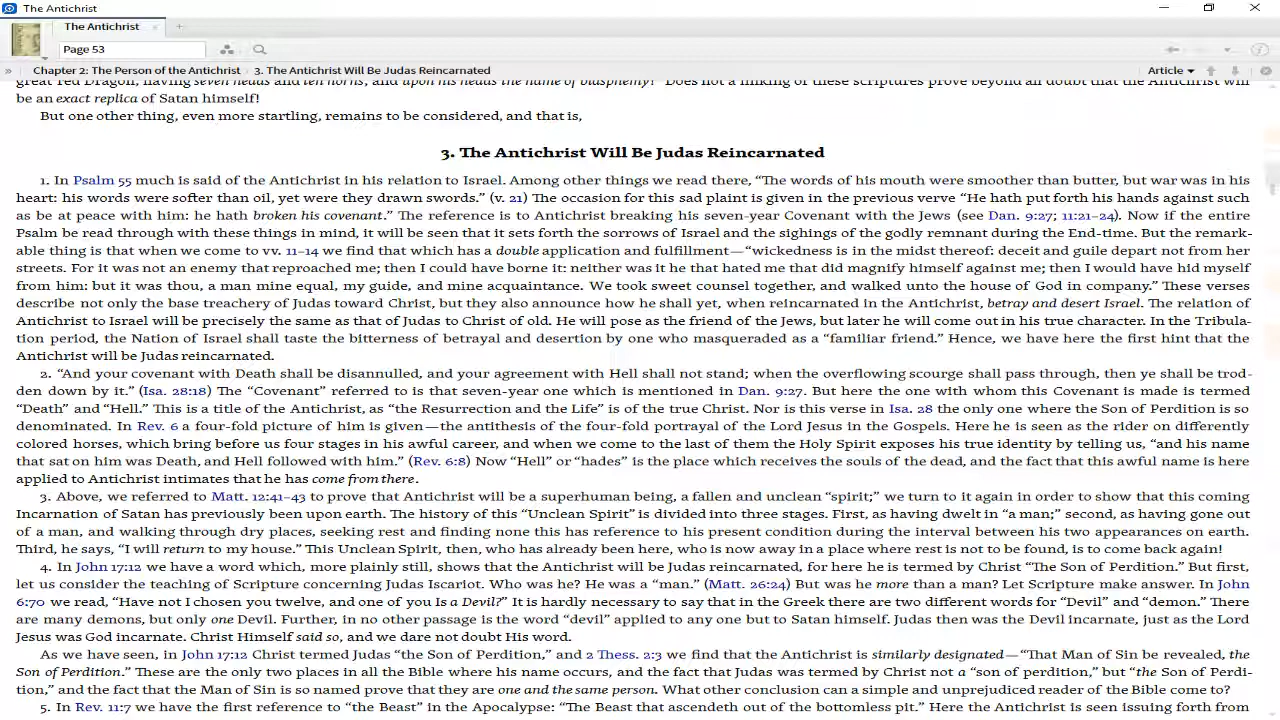 The Antichrist
The Antichrist
Page 53
Chapter 2: The Person of the Antichrist 3. The Antichrist Will Be Judas Reincarnated Article
great red Dragon, having seven heads and ten horns, and upon his heads the name of blasphemy? Does not a linking of these scriptures prove beyond all doubt that the Antichrist will
be an exact replica of Satan himself!
But one other thing, even more startling, remains to be considered, and that is,
3. The Antichrist Will Be Judas Reincarnated
1. In Psalm 55 much is said of the Antichrist in his relation to Israel. Among other things we read there, “The words of his mouth were smoother than butter, but war was in his
heart: his words were softer than oil, yet were they drawn swords.” (v. 21) The occasion for this sad plaint is given in the previous verse “He hath put forth his hands against such
as be at peace with him: he hath broken his covenant.” The reference is to Antichrist breaking his seven-year Covenant with the Jews (see Dan. 9:27; 11:21–24). Now if the entire
Psalm be read through with these things in mind, it will be seen that it sets forth the sorrows of Israel and the sighings of the godly remnant during the End-time. But the remark-
able thing is that when we come to vv. 11–14 we find that which has a double application and fulfillment—“wickedness is in the midst thereof: deceit and guile depart not from her
streets. For it was not an enemy that reproached me; then I could have borne it: neither was it he that hated me that did magnify himself against me; then I would have hid myself
from him: but it was thou, a man mine equal, my guide, and mine acquaintance. We took sweet counsel together, and walked unto the house of God in company.” These verses
describe not only the base treachery of Judas toward Christ, but they also announce how he shall yet, when reincarnated in the Antichrist, betray and desert Israel. The relation of
Antichrist to Israel will be precisely the same as that of Judas to Christ of old. He will pose as the friend of the Jews, but later he will come out in his true character. In the Tribula-
tion period, the Nation of Israel shall taste the bitterness of betrayal and desertion by one who masqueraded as a “familiar friend.” Hence, we have here the first hint that the
Antichrist will be Judas reincarnated.
2. “And your covenant with Death shall be disannulled, and your agreement with Hell shall not stand; when the overflowing scourge shall pass through, then ye shall be trod-
den down by it.” (Isa. 28:18) The “Covenant” referred to is that seven-year one which is mentioned in Dan. 9:27. But here the one with whom this Covenant is made is termed
“Death” and “Hell.” This is a title of the Antichrist, as “the Resurrection and the Life” is of the true Christ. Nor is this verse in Isa. 28 the only one where the Son of Perdition is so
denominated. In Rev. 6 a four-fold picture of him is given—the antithesis of the four-fold portrayal of the Lord Jesus in the Gospels. Here he is seen as the rider on differently
colored horses, which bring before us four stages in his awful career, and when we come to the last of them the Holy Spirit exposes his true identity by telling us, “and his name
that sat on him was Death, and Hell followed with him.” (Rev. 6:8) Now “Hell” or “hades” is the place which receives the souls of the dead, and the fact that this awful name is here
applied to Antichrist intimates that he has come from there.
3. Above, we referred to Matt. 12:41–43 to prove that Antichrist will be a superhuman being, a fallen and unclean “spirit;” we turn to it again in order to show that this coming
Incarnation of Satan has previously been upon earth. The history of this “Unclean Spirit” is divided into three stages. First, as having dwelt in “a man;” second, as having gone out
of a man, and walking through dry places, seeking rest and finding none this has reference to his present condition during the interval between his two appearances on earth.
Third, he says, “I will return to my house.” This Unclean Spirit, then, who has already been here, who is now away in a place where rest is not to be found, is to come back again!
4. In John 17:12 we have a word which, more plainly still, shows that the Antichrist will be Judas reincarnated, for here he is termed by Christ “The Son of Perdition.” But first,
let us consider the teaching of Scripture concerning Judas Iscariot. Who was he? He was a “man.” (Matt. 26:24) But was he more than a man? Let Scripture make answer. In John
6:70 we read, “Have not I chosen you twelve, and one of you Is a Devil?” It is hardly necessary to say that in the Greek there are two different words for “Devil” and “demon.” There
are many demons, but only one Devil. Further, in no other passage is the word “devil” applied to any one but to Satan himself. Judas then was the Devil incarnate, just as the Lord
Jesus was God incarnate. Christ Himself said so, and we dare not doubt His word.
As we have seen, in John 17:12 Christ termed Judas “the Son of Perdition,” and 2 Thess. 2:3 we find that the Antichrist is similarly designated—“That Man of Sin be revealed, the
Son of Perdition.” These are the only two places in all the Bible where his name occurs, and the fact that Judas was termed by Christ not a “son of perdition,” but “the Son of Perdi-
tion,” and the fact that the Man of Sin is so named prove that they are one and the same person. What other conclusion can a simple and unprejudiced reader of the Bible come to?
5. In Rev. 11:7 we have the first reference to “the Beast” in the Apocalypse: “The Beast that ascendeth out of the bottomless pit.” Here the Antichrist is seen issuing forth from